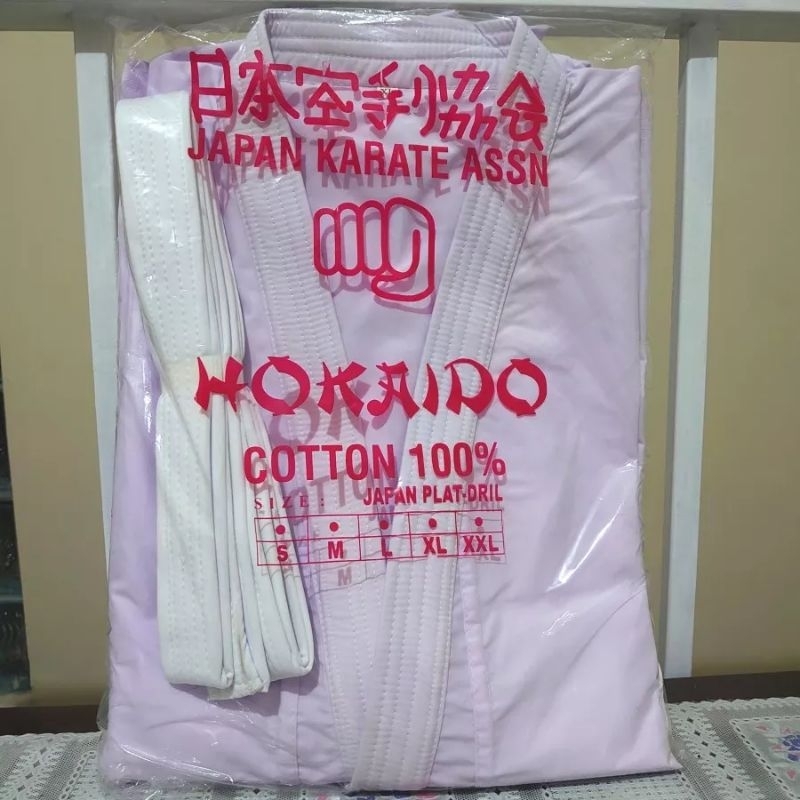 日本空手協会
JAPAN KARATE ASSN
HOKAIDO
COTTON 100%
JAPAN PLAT-DRIL
SIZE:
S M L XL XXL